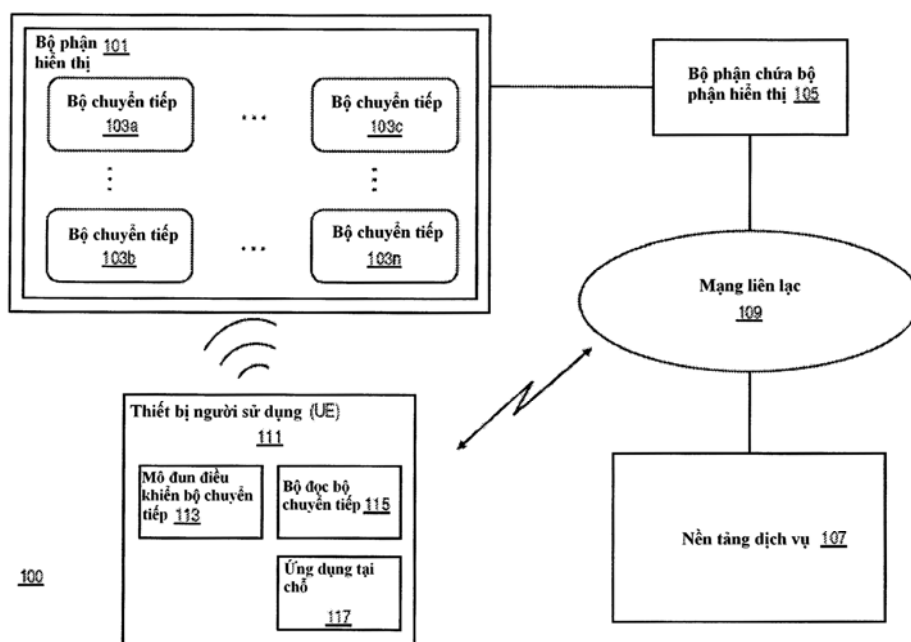 Bộ phận 101
hiển thị
Bộ chuyển tiếp
103a
Bộ chuyển tiếp
103c
Bộ chuyển tiếp
103b
Bộ chuyển tiếp
103n
Bộ phận chứa bộ
phận hiển thị 105
Mạng liên lạc
109
Thiết bị người sử dụng (UE)
111
Mô đun điều
khiển bộ chuyển
tiếp 113
Bộ đọc bộ
chuyển tiếp 115
Ứng dụng tại
chỗ
117
Nền tảng dịch vụ 107
100